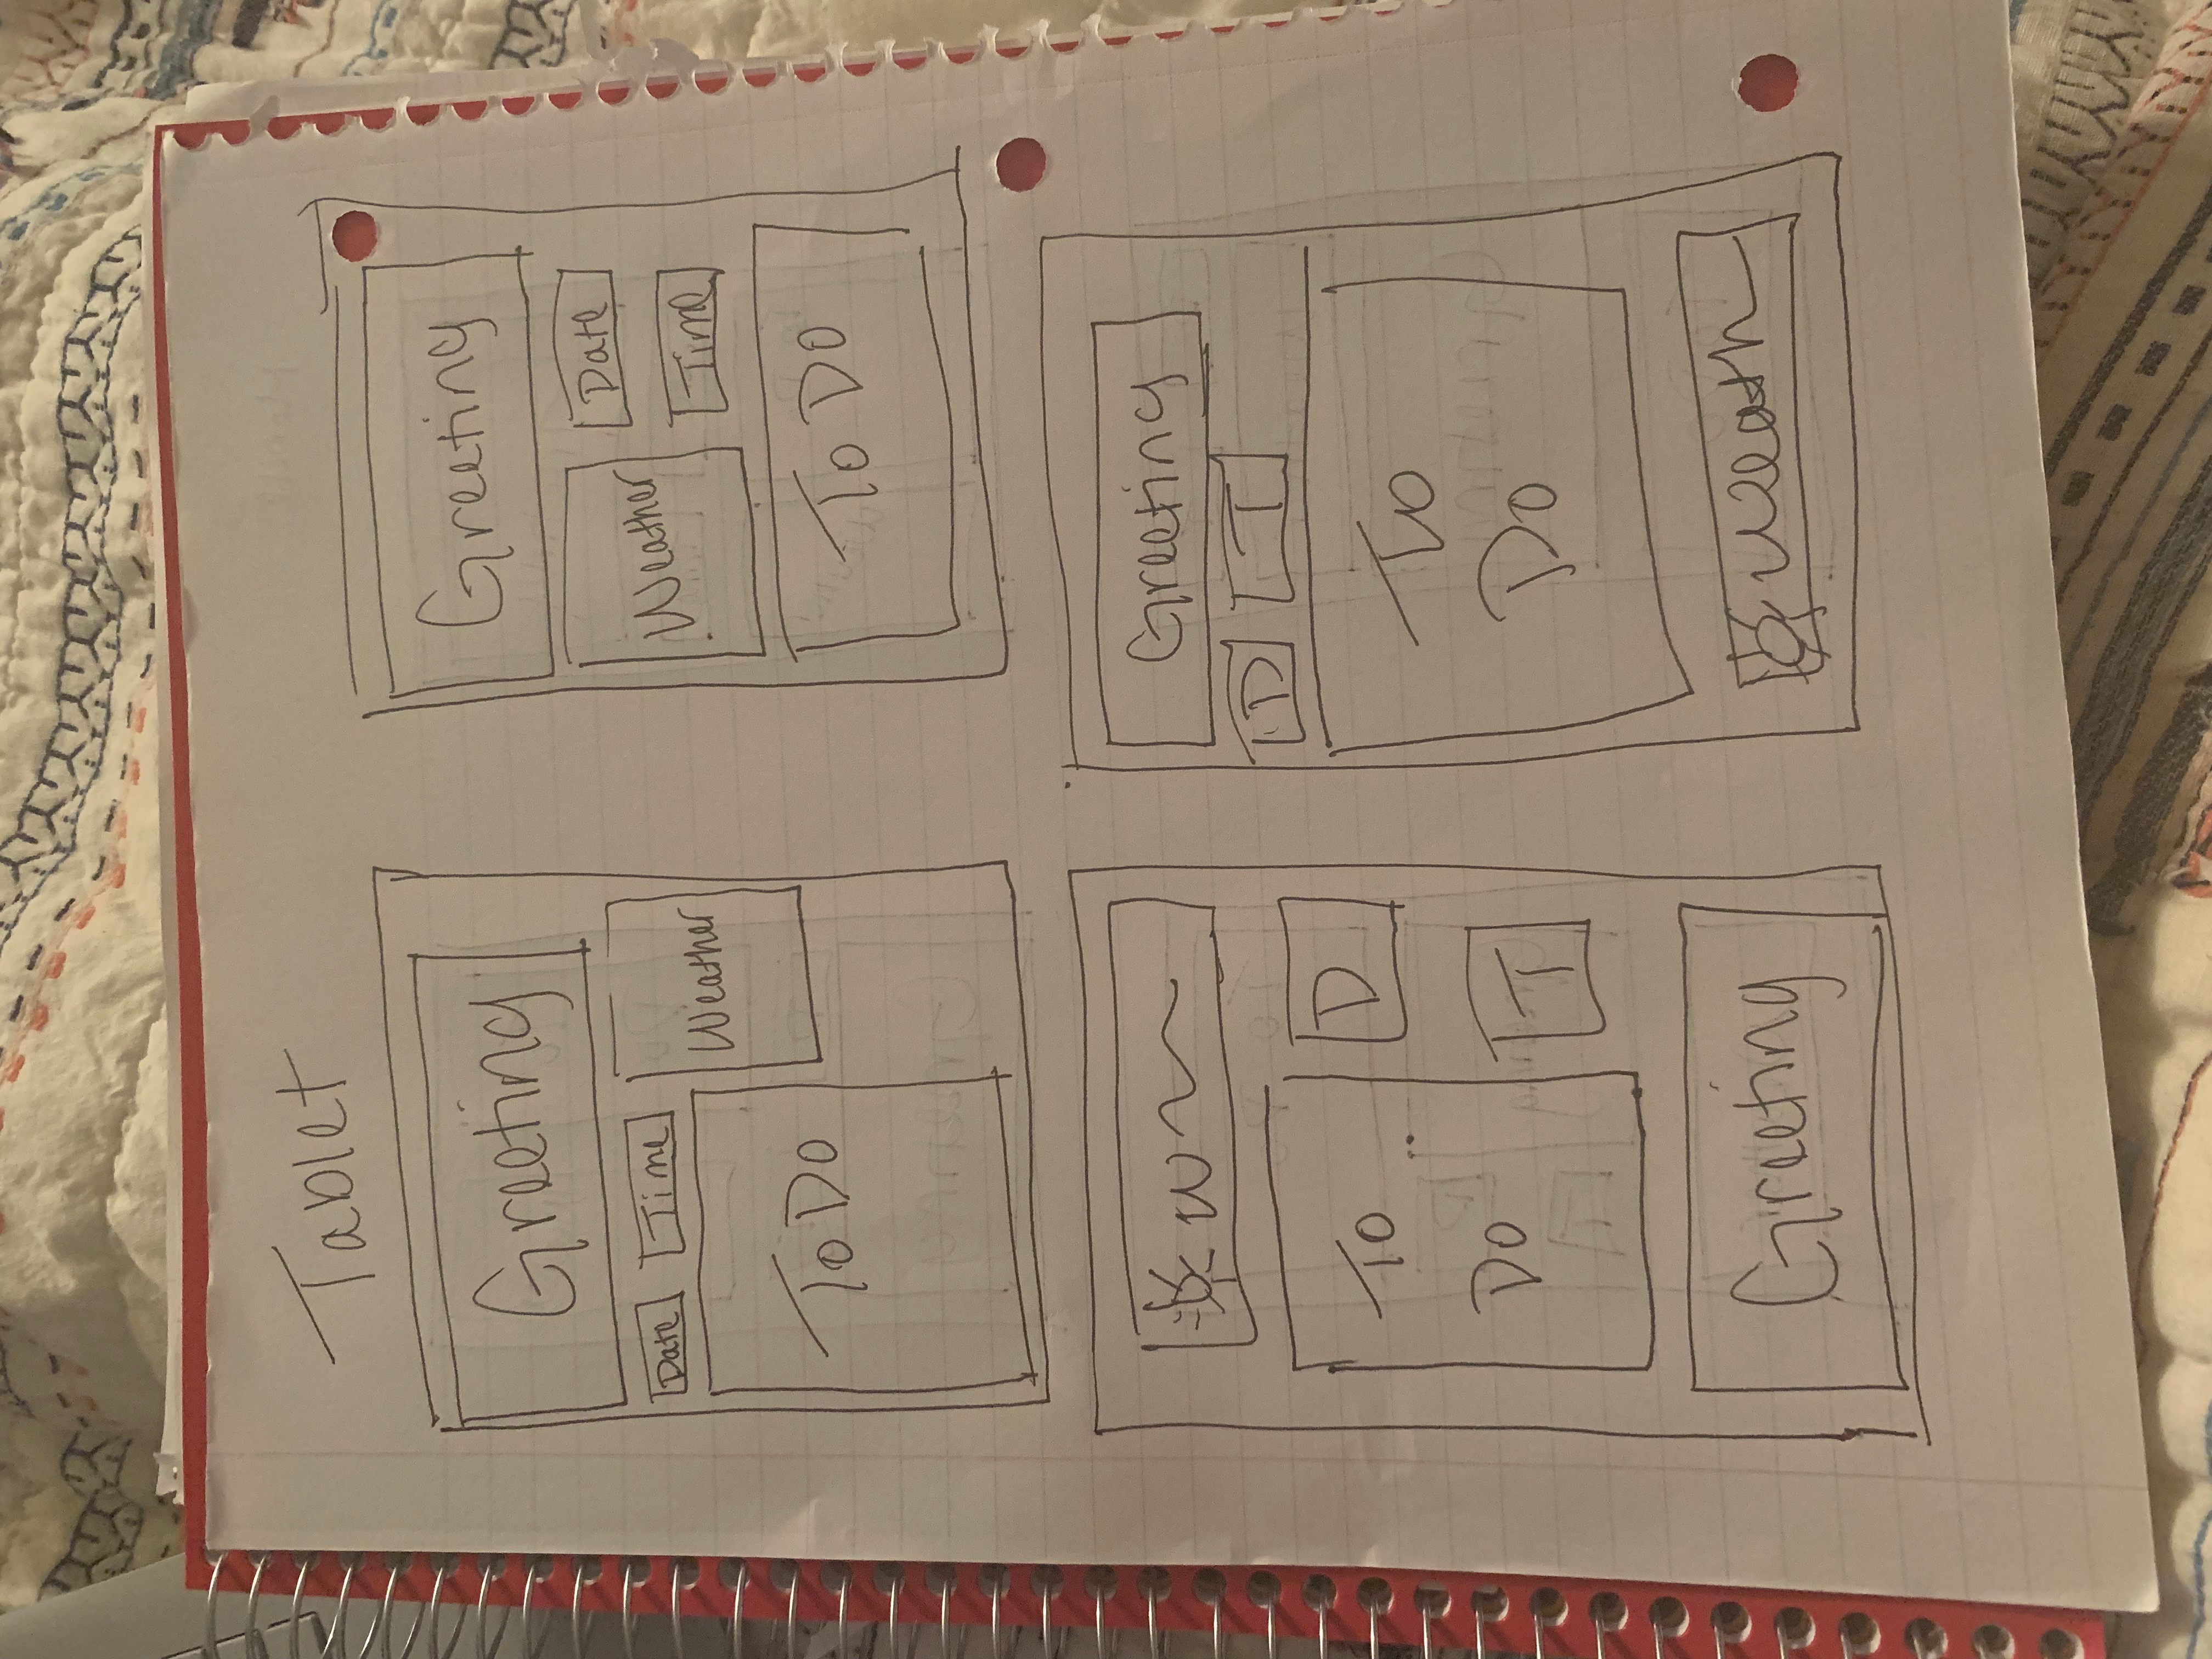 Tablet
Greeting
Date Time
Weather
To Do
Greeting
Weather
Date
Time
To Do
W
To
Do
D
T
Greeting
Greeting
D T
To
Do
Weath